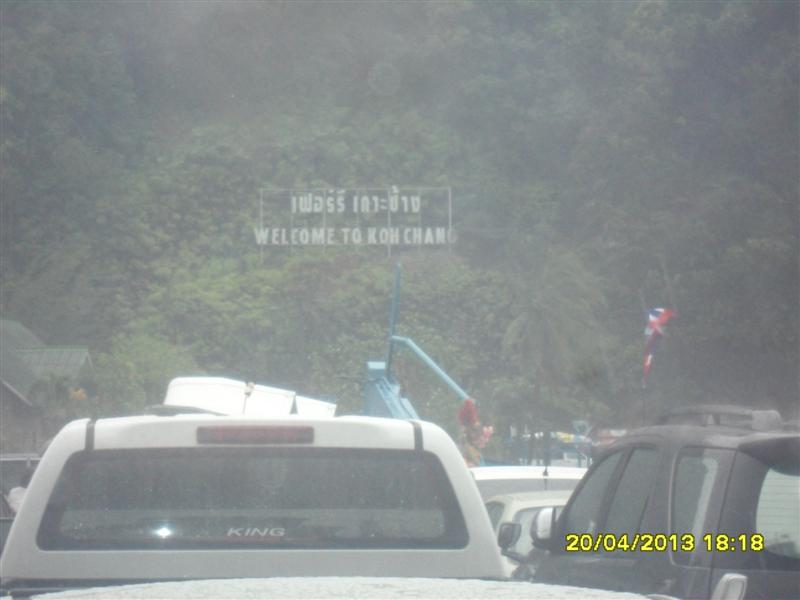 เฟอร์รี่ เกาะช้าง
WELCOME TO KOH CHANG
KING
20/04/2013 18:18